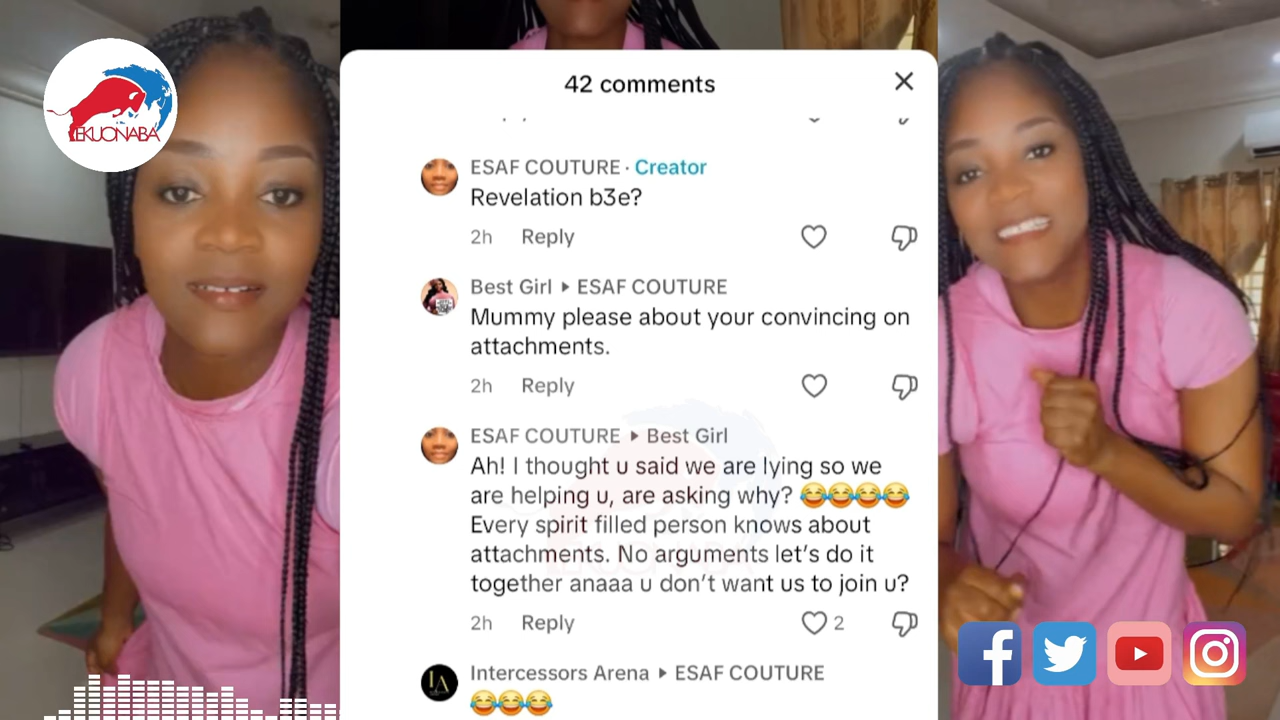 EKUONABA
42 comments
ESAF COUTURE · Creator
Revelation b3e?
2h Reply
Best Girl ▸ ESAF COUTURE
Mummy please about your convincing on
attachments.
2h Reply
ESAF COUTURE ▸ Best Girl
Ah! I thought u said we are lying so we
are helping u, are asking why? 😂😂😂😂
Every spirit filled person knows about
attachments. No arguments let's do it
together anaaa u don't want us to join u?
2h Reply 2
Intercessors Arena ▸ ESAF COUTURE
😂😂😂